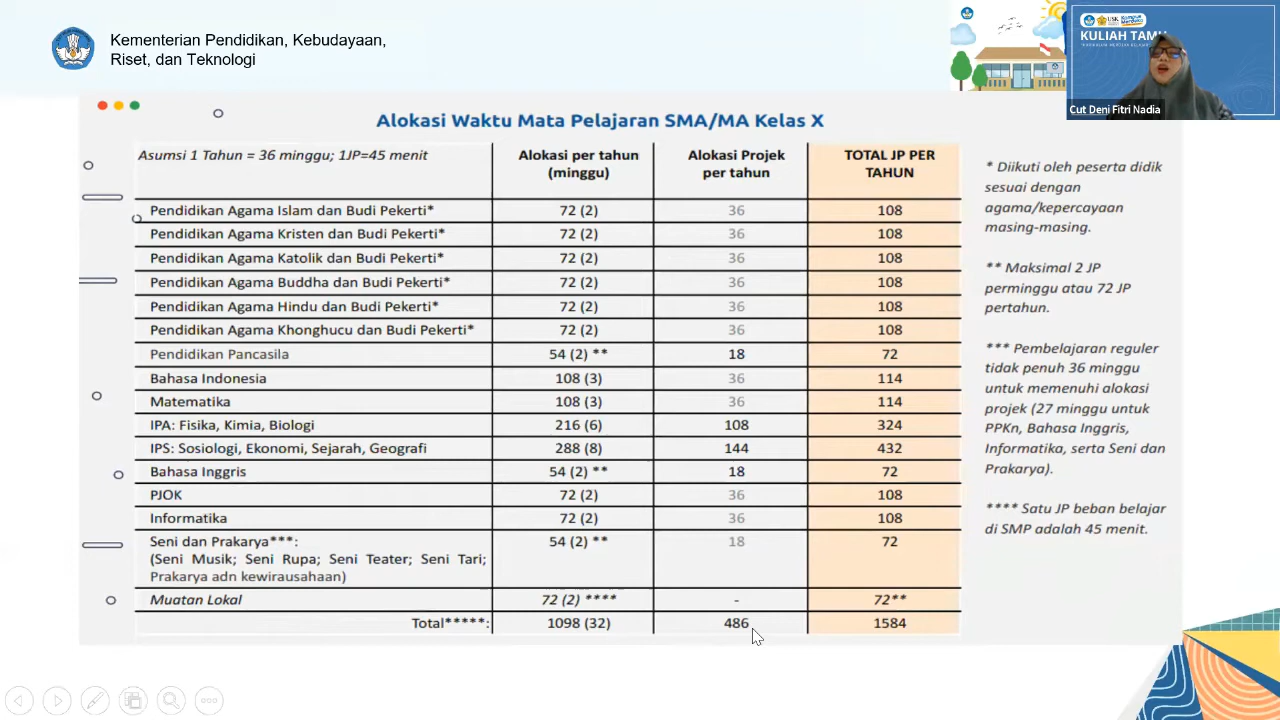 Kementerian Pendidikan, Kebudayaan,
Riset, dan Teknologi
KULIAH TAMU
Cut Deni Fitri Nadia
Alokasi Waktu Mata Pelajaran SMA/MA Kelas X
Asumsi 1 Tahun = 36 minggu; 1JP=45 menit
Alokasi per tahun
(minggu)
Alokasi Projek
per tahun
TOTAL JP PER
TAHUN
Pendidikan Agama Islam dan Budi Pekerti* 72 (2) 36 108
Pendidikan Agama Kristen dan Budi Pekerti* 72 (2) 36 108
Pendidikan Agama Katolik dan Budi Pekerti* 72 (2) 36 108
Pendidikan Agama Buddha dan Budi Pekerti* 72 (2) 36 108
Pendidikan Agama Hindu dan Budi Pekerti* 72 (2) 36 108
Pendidikan Agama Khonghucu dan Budi Pekerti* 72 (2) 36 108
Pendidikan Pancasila 54 (2) ** 18 72
Bahasa Indonesia 108 (3) 36 114
Matematika 108 (3) 36 114
IPA: Fisika, Kimia, Biologi 216 (6) 108 324
IPS: Sosiologi, Ekonomi, Sejarah, Geografi 288 (8) 144 432
Bahasa Inggris 54 (2) ** 18 72
PJOK 72 (2) 36 108
Informatika 72 (2) 36 108
Seni dan Prakarya***: 54 (2) ** 18 72
(Seni Musik; Seni Rupa; Seni Teater; Seni Tari;
Prakarya adn kewirausahaan)
Muatan Lokal 72 (2) **** - 72**
Total*****: 1098 (32) 486 1584
* Diikuti oleh peserta didik
sesuai dengan
agama/kepercayaan
masing-masing.
** Maksimal 2 JP
perminggu atau 72 JP
pertahun.
*** Pembelajaran reguler
tidak penuh 36 minggu
untuk memenuhi alokasi
projek (27 minggu untuk
PPKn, Bahasa Inggris,
Informatika, serta Seni dan
Prakarya).
**** Satu JP beban belajar
di SMP adalah 45 menit.